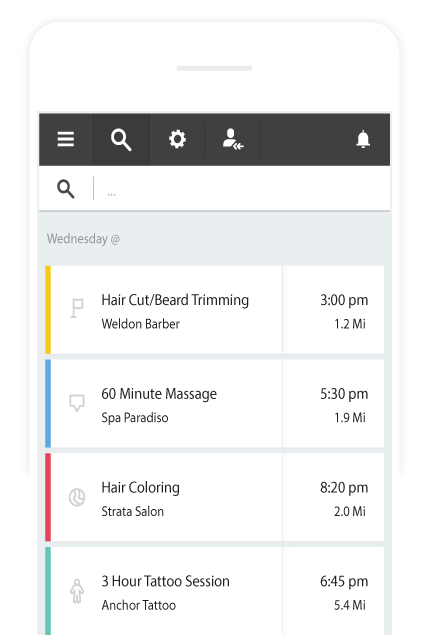 ...
Wednesday @
Hair Cut/Beard Trimming 3:00 pm
Weldon Barber 1.2 Mi
60 Minute Massage 5:30 pm
Spa Paradiso 1.9 Mi
Hair Coloring 8:20 pm
Strata Salon 2.0 Mi
3 Hour Tattoo Session 6:45 pm
Anchor Tattoo 5.4 Mi